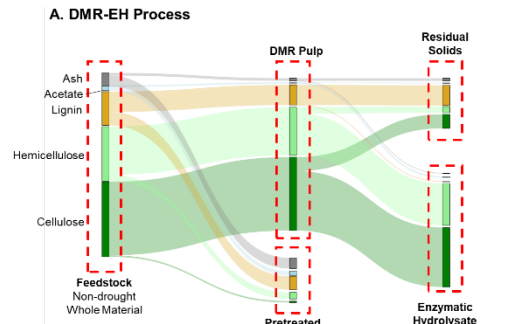 A. DMR-EH Process
Residual
Solids
DMR Pulp
Ash
Acetate
Lignin
Hemicellulose
Cellulose
Feedstock
Non-drought
Whole Material
Pretreated
Enzymatic
Hydrolysate